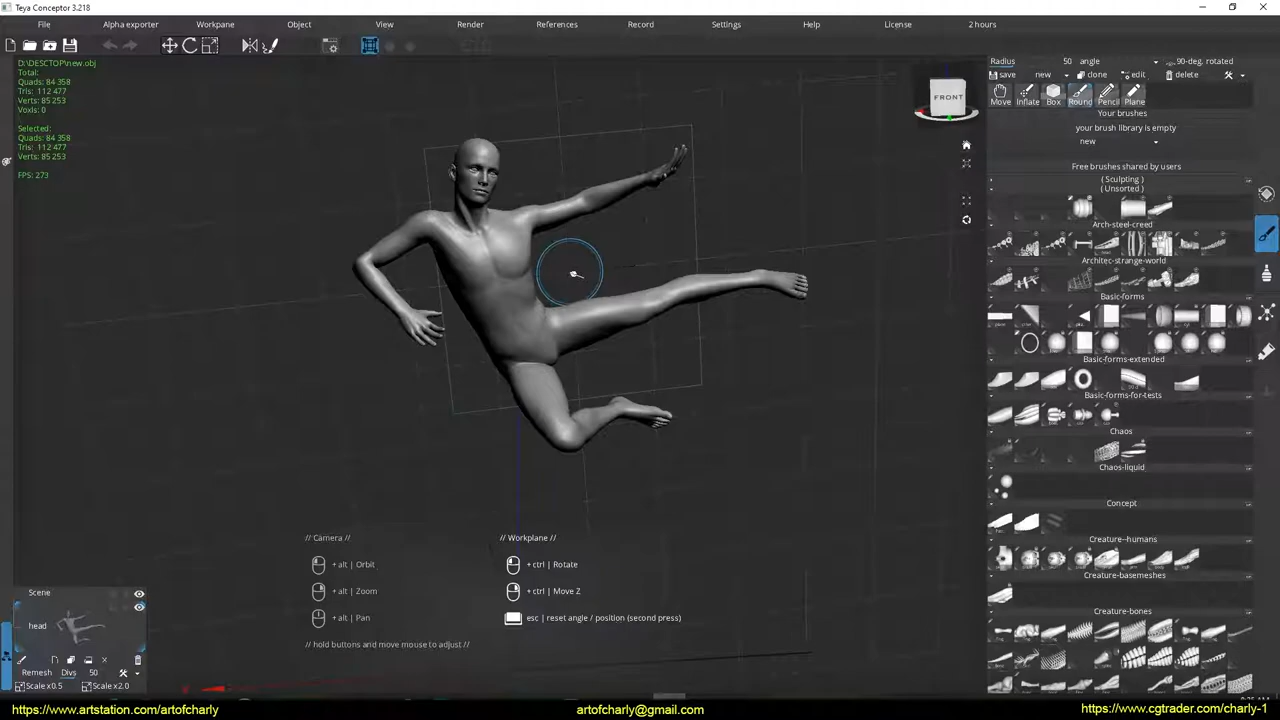 Teya Conceptor 3.218
File Alpha exporter Workpane Object View Render References Record Settings Help License 2 hours
D:\DESCTOP\new.obj
Total:
Quads: 84 358
Tris: 112 477
Verts: 85 253
Voxis: 0
Selected:
Quads: 84 358
Tris: 112 477
Verts: 85 253
FPS: 273
FRONT
Radius 50 angle 90-deg. rotated
save new clone edit delete
Move Inflate Box Round Pencil Plane
Your brushes
your brush library is empty
new
Free brushes shared by users
( Sculpting )
( Unsorted )
Arch-steel-creed
Architec-strange-world
Basic-forms
Basic-forms-extended
Basic-forms-for-tests
Chaos
Chaos-liquid
Concept
Creature--humans
Creature-basemeshes
Creature-bones
// Camera //
+ alt | Orbit
+ alt | Zoom
+ alt | Pan
// hold buttons and move mouse to adjust //
// Workplane //
+ ctrl | Rotate
+ ctrl | Move Z
esc | reset angle / position (second press)
Scene
head
Remesh Divs 50
Scale x0.5 Scale x2.0
https://www.artstation.com/artofcharly
artofcharly@gmail.com
https://www.cgtrader.com/charly-1